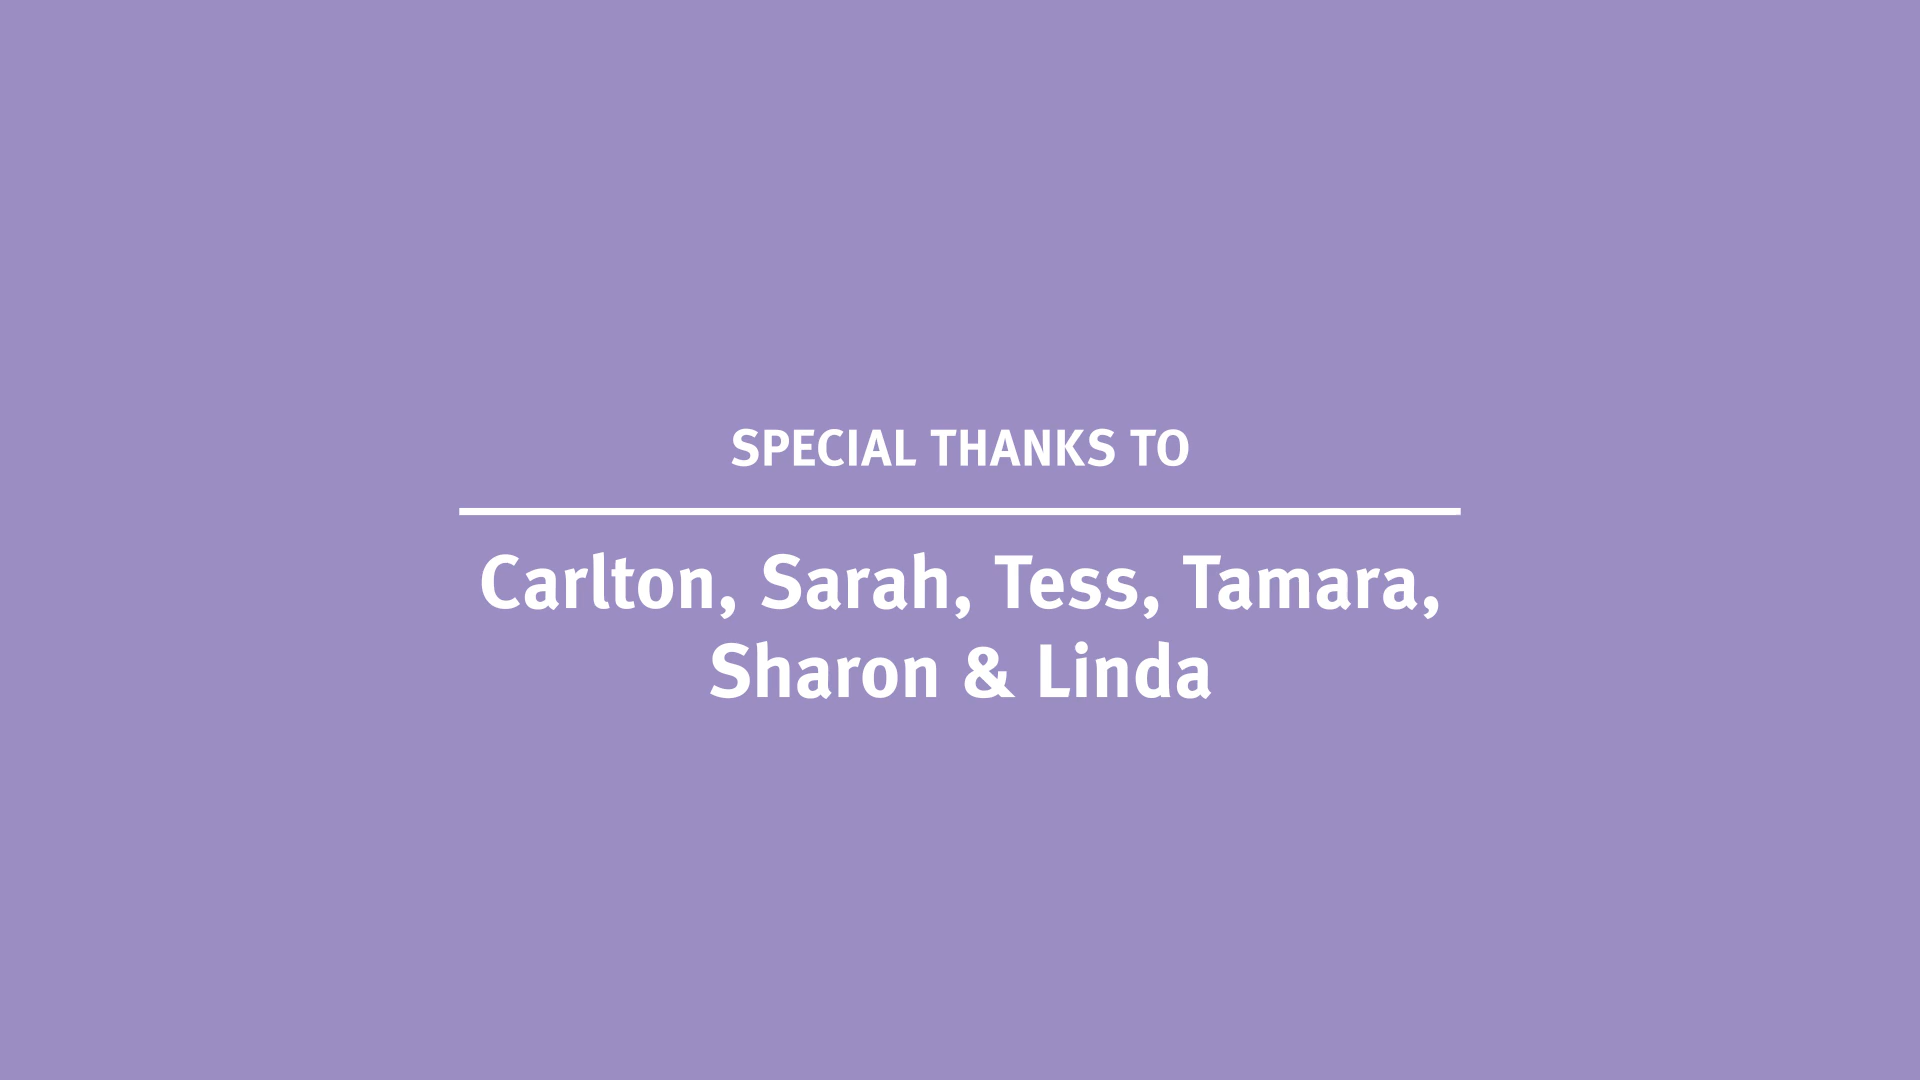 SPECIAL THANKS TO
Carlton, Sarah, Tess, Tamara,
Sharon & Linda